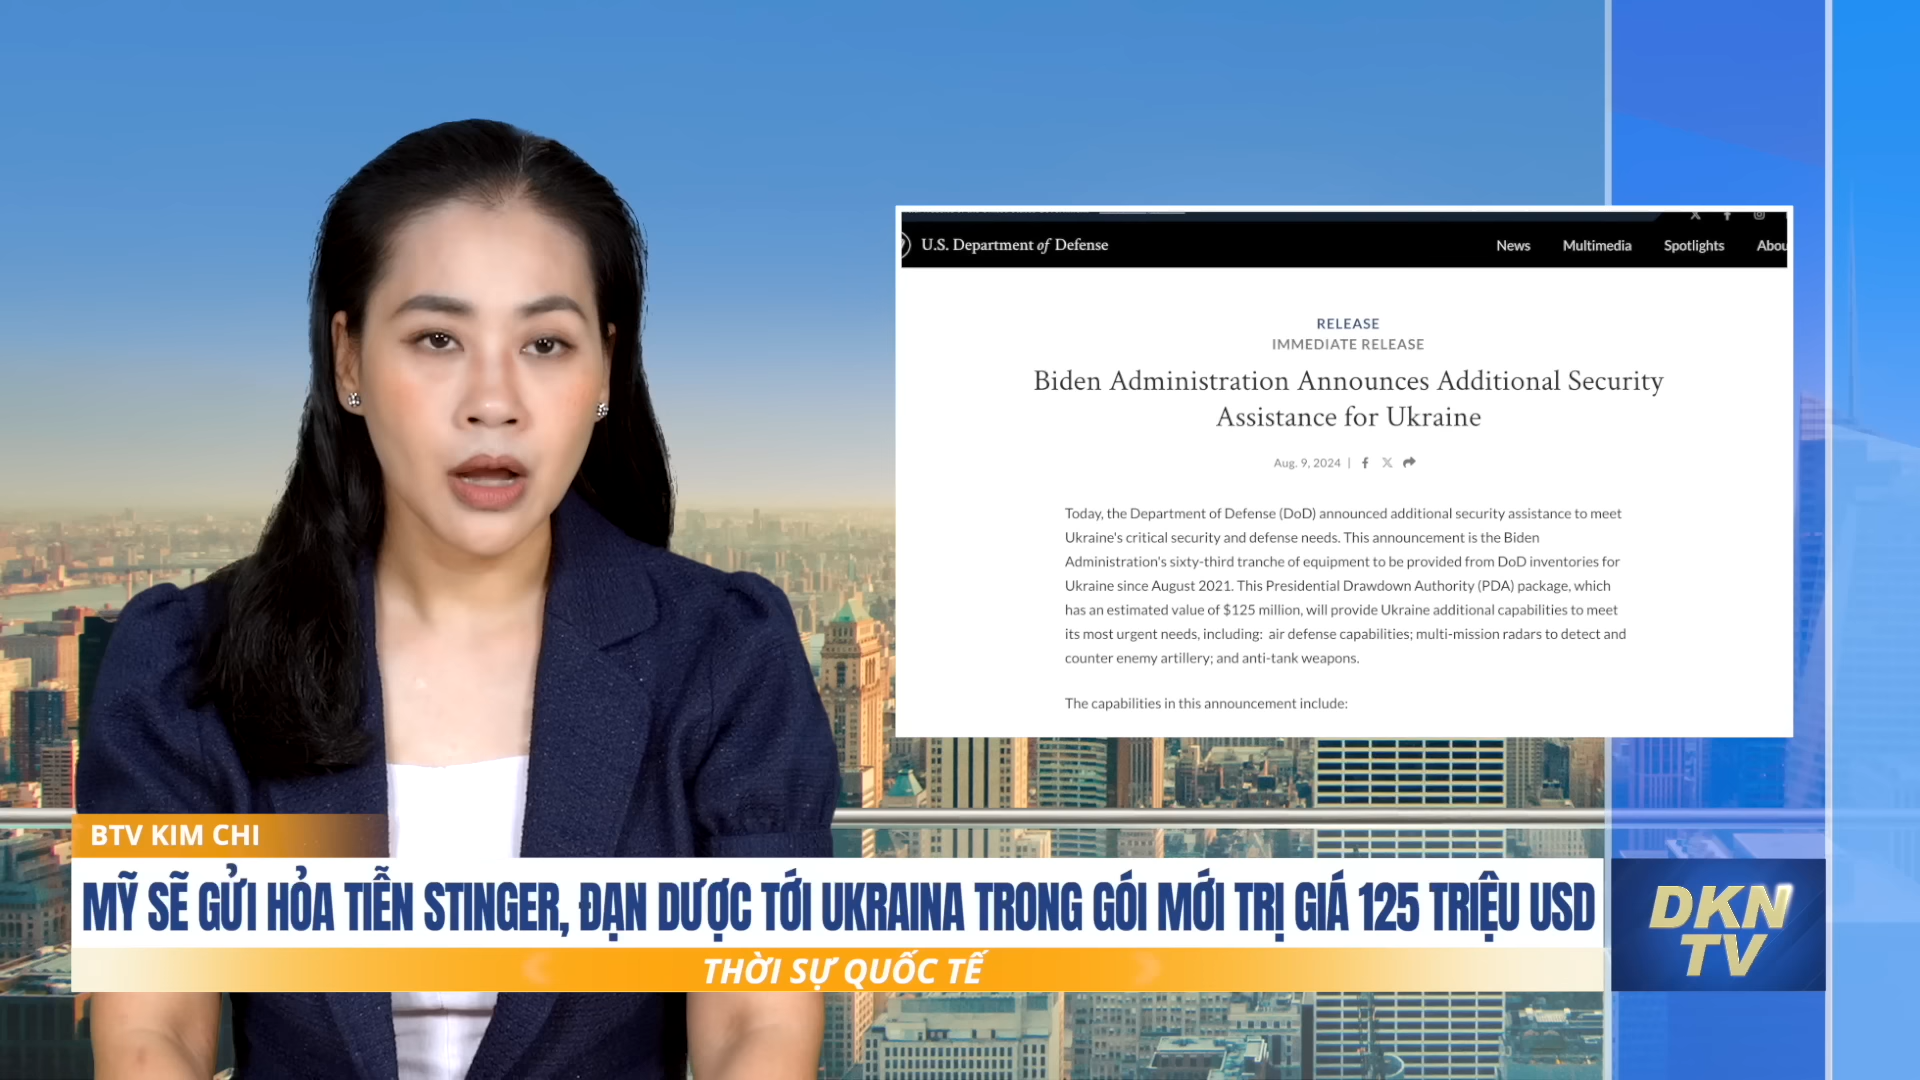 U.S. Department of Defense
News
Multimedia
Spotlights
Abou
RELEASE
IMMEDIATE RELEASE
Biden Administration Announces Additional Security
Assistance for Ukraine
Aug. 9, 2024 |
Today, the Department of Defense (DoD) announced additional security assistance to meet
Ukraine's critical security and defense needs. This announcement is the Biden
Administration's sixty-third tranche of equipment to be provided from DoD inventories for
Ukraine since August 2021. This Presidential Drawdown Authority (PDA) package, which
has an estimated value of $125 million, will provide Ukraine additional capabilities to meet
its most urgent needs, including: air defense capabilities; multi-mission radars to detect and
counter enemy artillery; and anti-tank weapons.
The capabilities in this announcement include:
BTV KIM CHI
MỸ SẼ GỬI HỎA TIỄN STINGER, ĐẠN DƯỢC TỚI UKRAINA TRONG GÓI MỚI TRỊ GIÁ 125 TRIỆU USD
THỜI SỰ QUỐC TẾ
DKN
TV